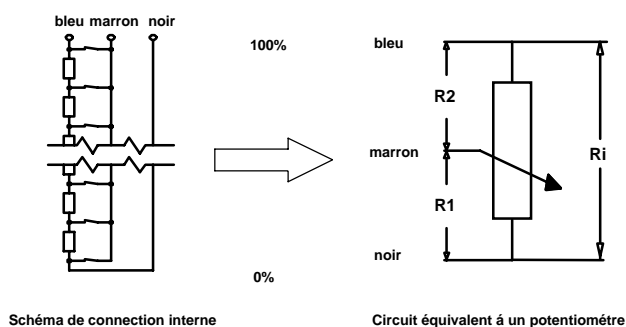 bleu marron noir
100%
bleu
R2
marron
Ri
R1
noir
0%
Schéma de connection interne
Circuit équivalent á un potentiométre